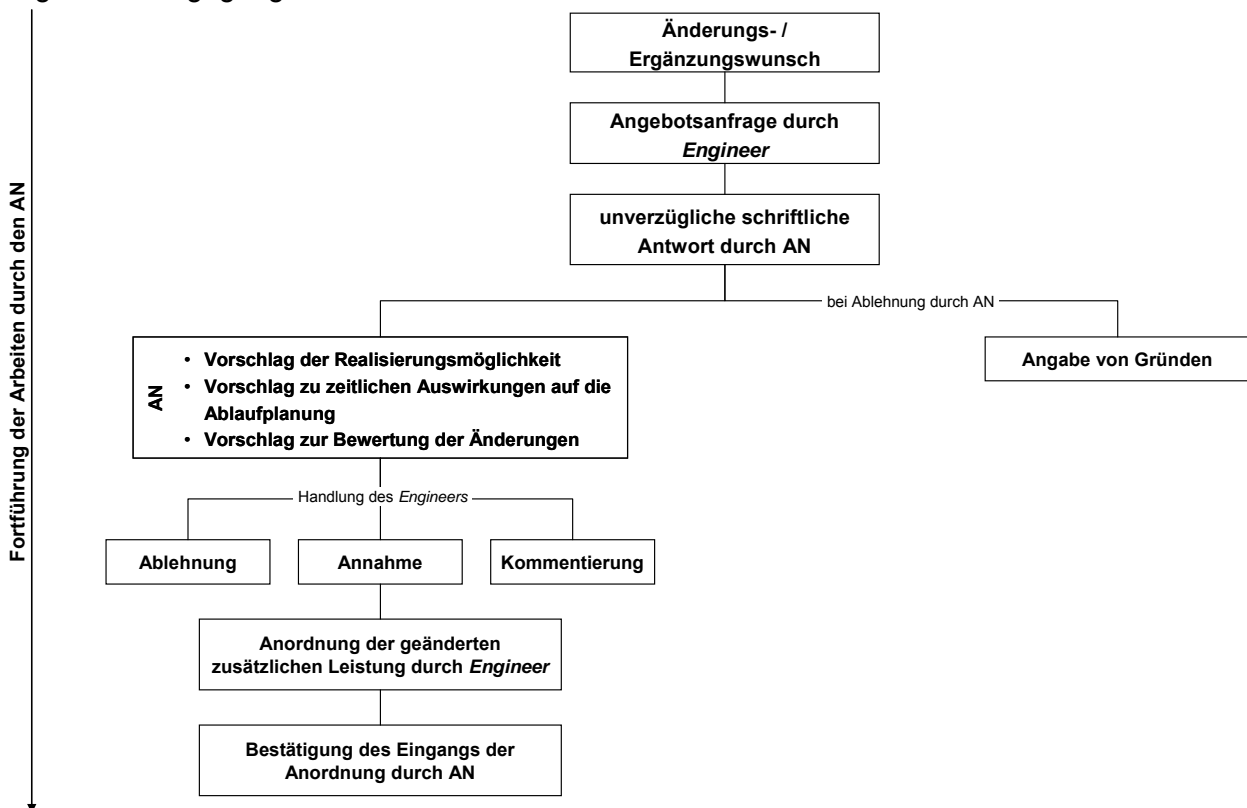 Fortführung der Arbeiten durch den AN
Änderungs- /
Ergänzungswunsch
Angebotsanfrage durch
Engineer
unverzügliche schriftliche
Antwort durch AN
bei Ablehnung durch AN
AN
• Vorschlag der Realisierungsmöglichkeit
• Vorschlag zu zeitlichen Auswirkungen auf die
Ablaufplanung
• Vorschlag zur Bewertung der Änderungen
Angabe von Gründen
Handlung des Engineers
Ablehnung
Annahme
Kommentierung
Anordnung der geänderten
zusätzlichen Leistung durch Engineer
Bestätigung des Eingangs der
Anordnung durch AN